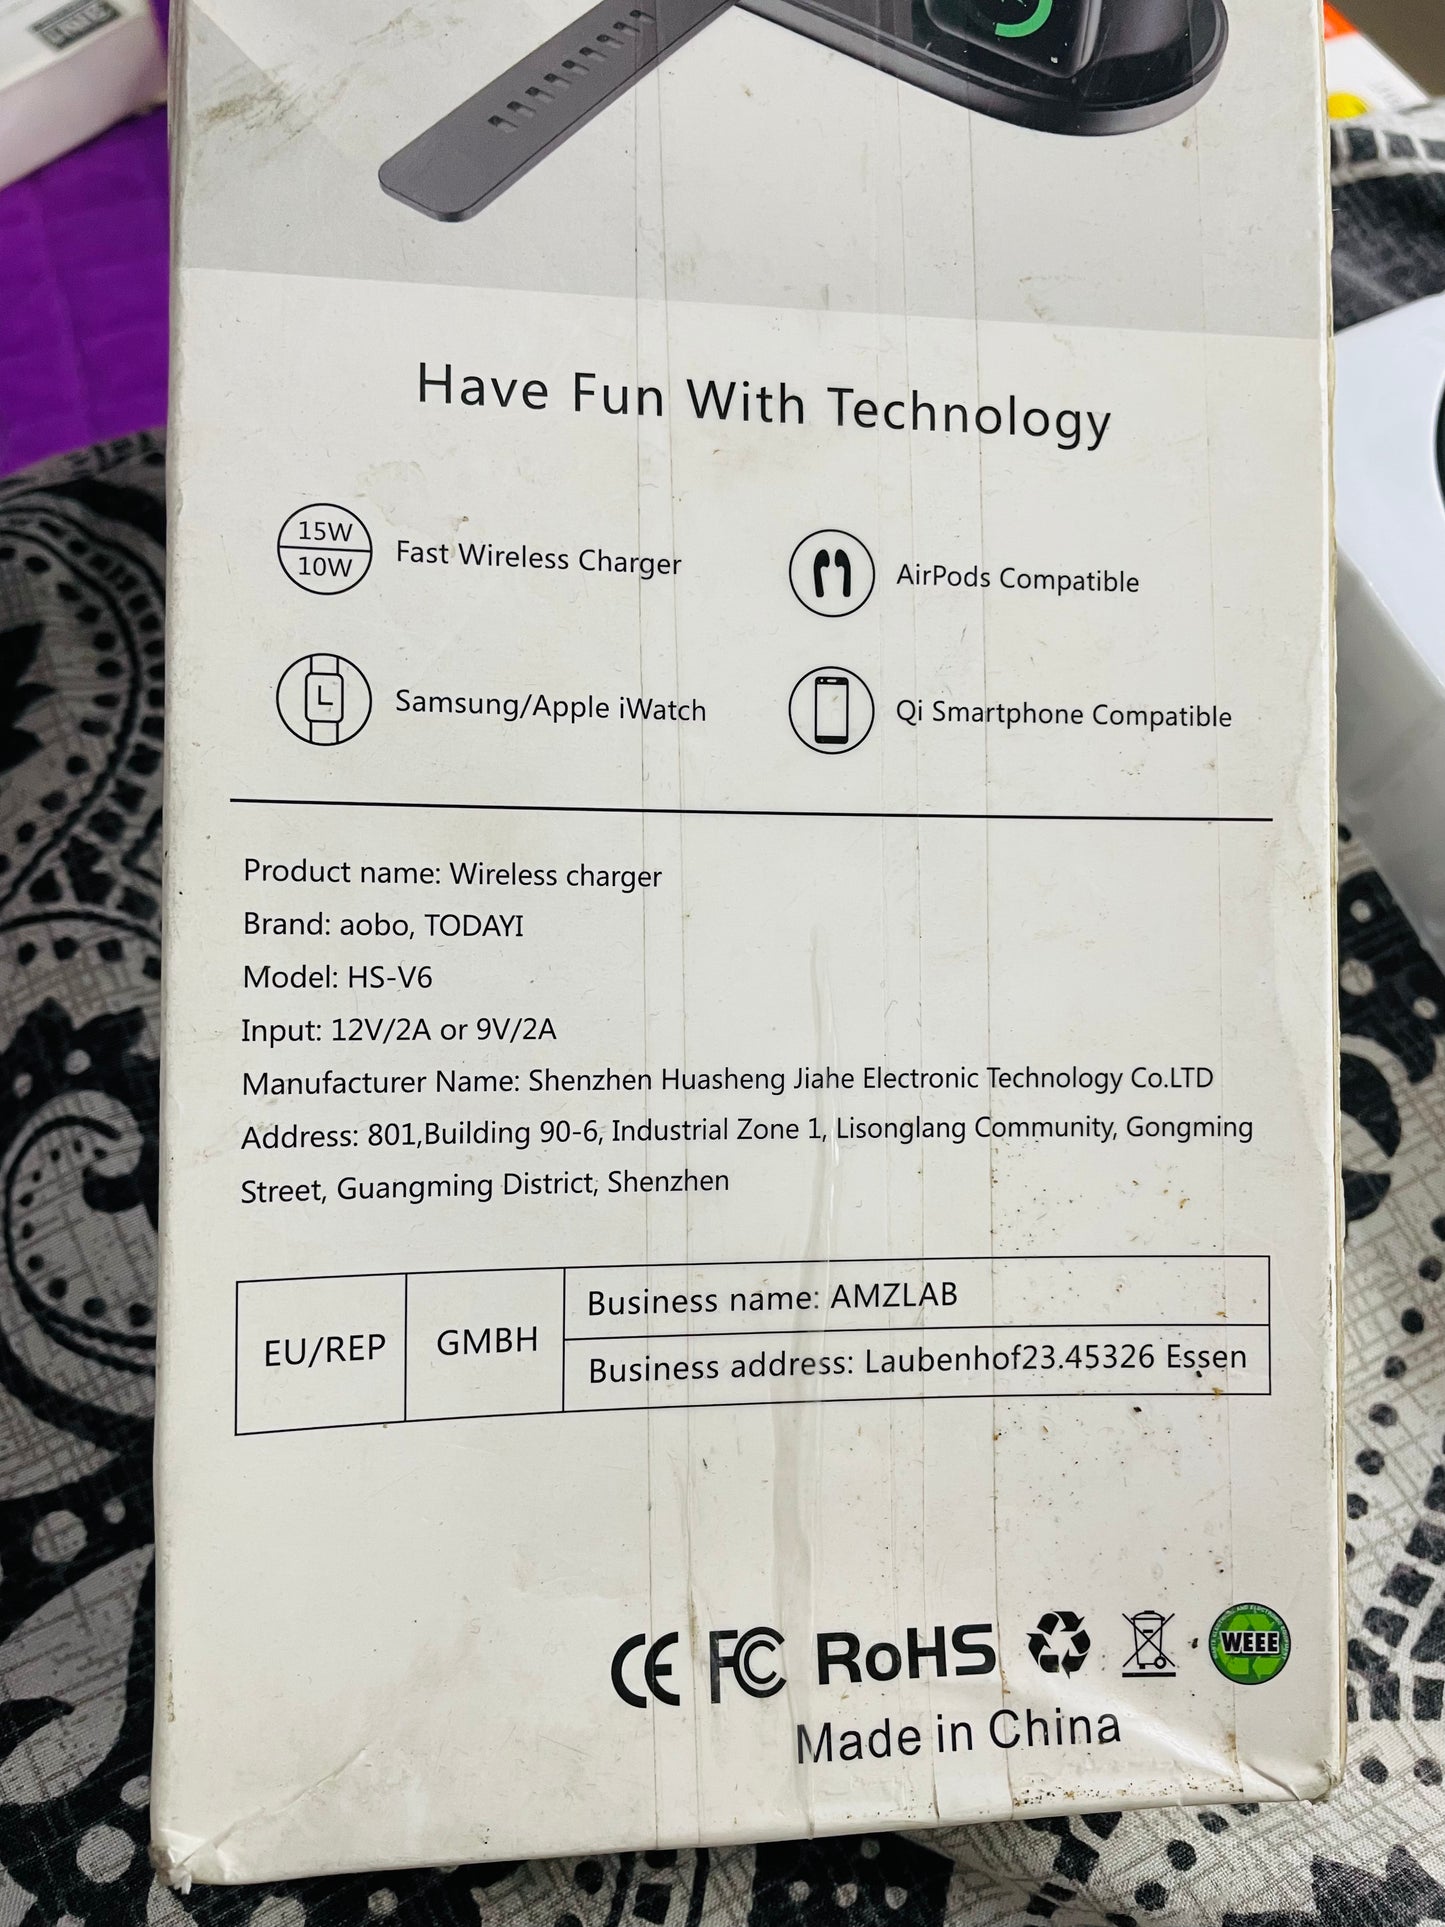 Have Fun With Technology
15W
10W
Fast Wireless Charger
AirPods Compatible
Samsung/Apple iWatch
Qi Smartphone Compatible
Product name: Wireless charger
Brand: aobo, TODAYI
Model: HS-V6
Input: 12V/2A or 9V/2A
Manufacturer Name: Shenzhen Huasheng Jiahe Electronic Technology Co.LTD
Address: 801,Building 90-6, Industrial Zone 1, Lisonglang Community, Gongming
Street, Guangming District, Shenzhen
EU/REP
GMBH
Business name: AMZLAB
Business address: Laubenhof23.45326 Essen
CE FC RoHS
WEEE
Made in China